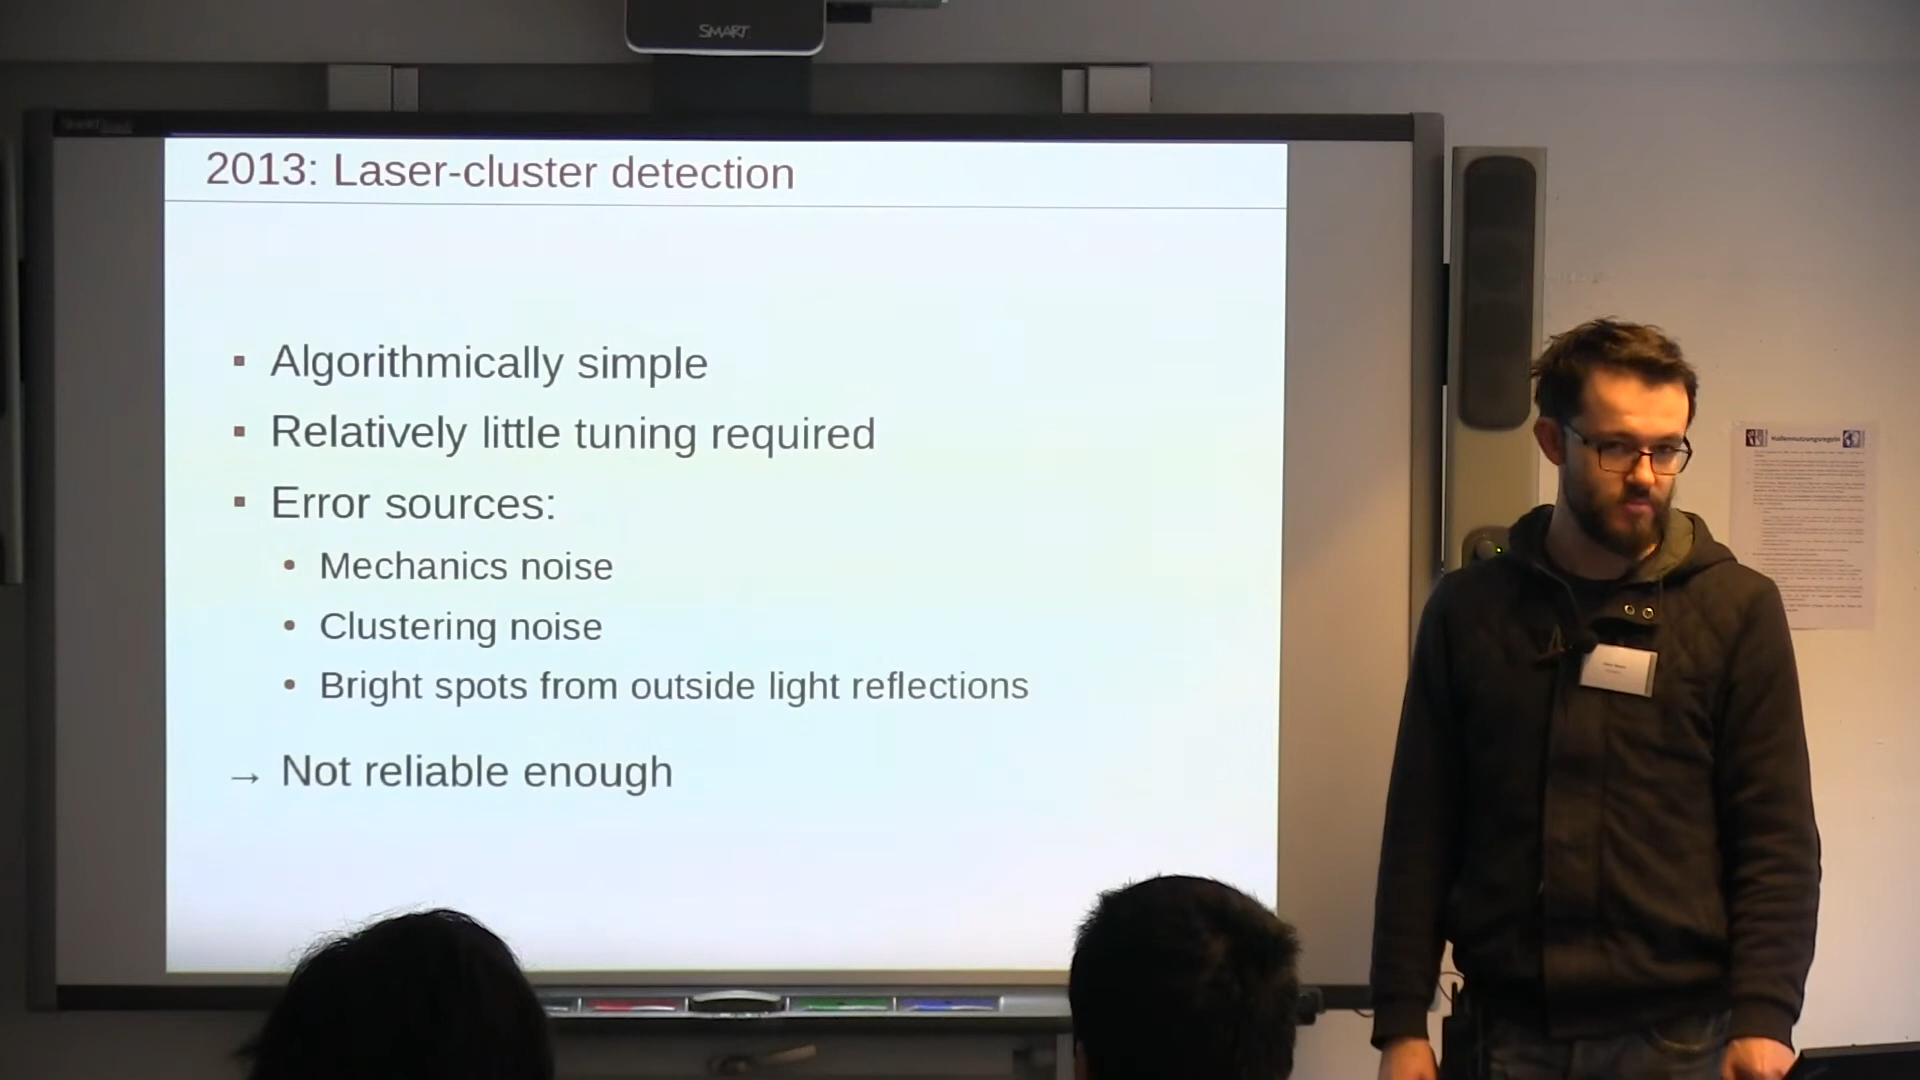 SMART
2013: Laser-cluster detection
▪ Algorithmically simple
▪ Relatively little tuning required
▪ Error sources:
• Mechanics noise
• Clustering noise
• Bright spots from outside light reflections
→ Not reliable enough
Hallennutzungsregeln